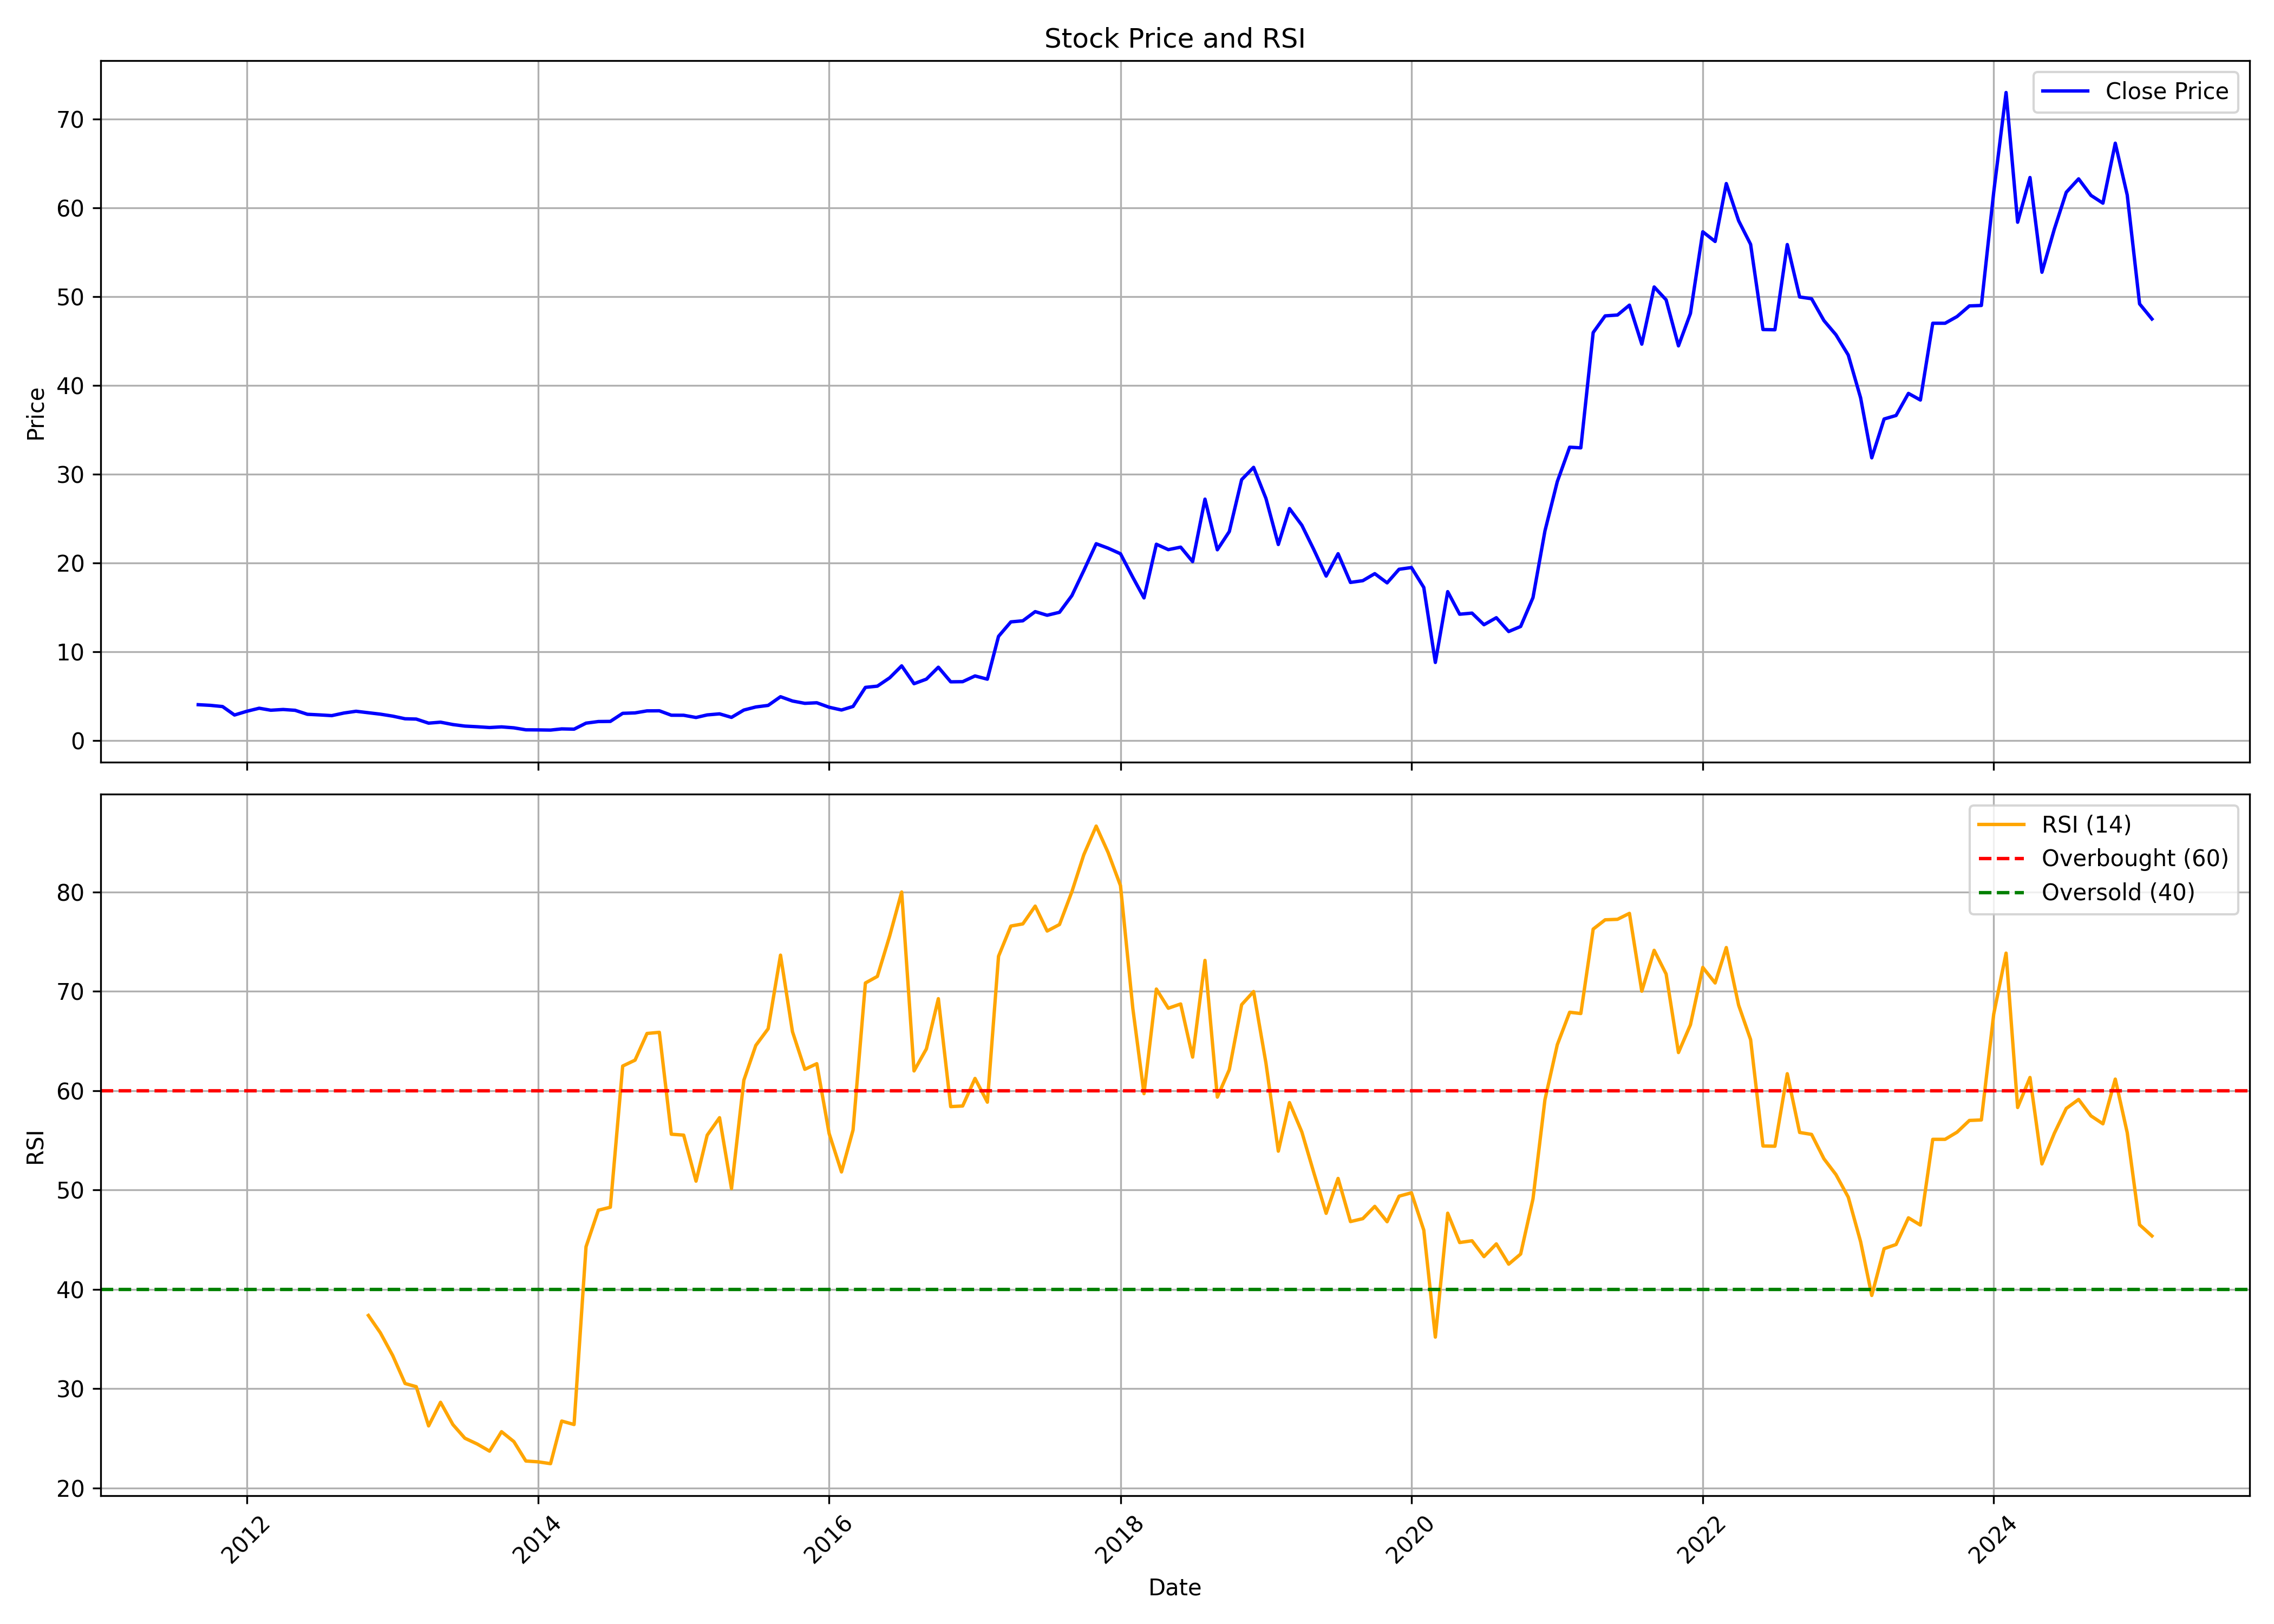 Stock Price and RSI
Close Price
Price
70
60
50
40
30
20
10
0
RSI (14)
Overbought (60)
Oversold (40)
RSI
80
70
60
50
40
30
20
2012 2014 2016 2018 2020 2022 2024
Date